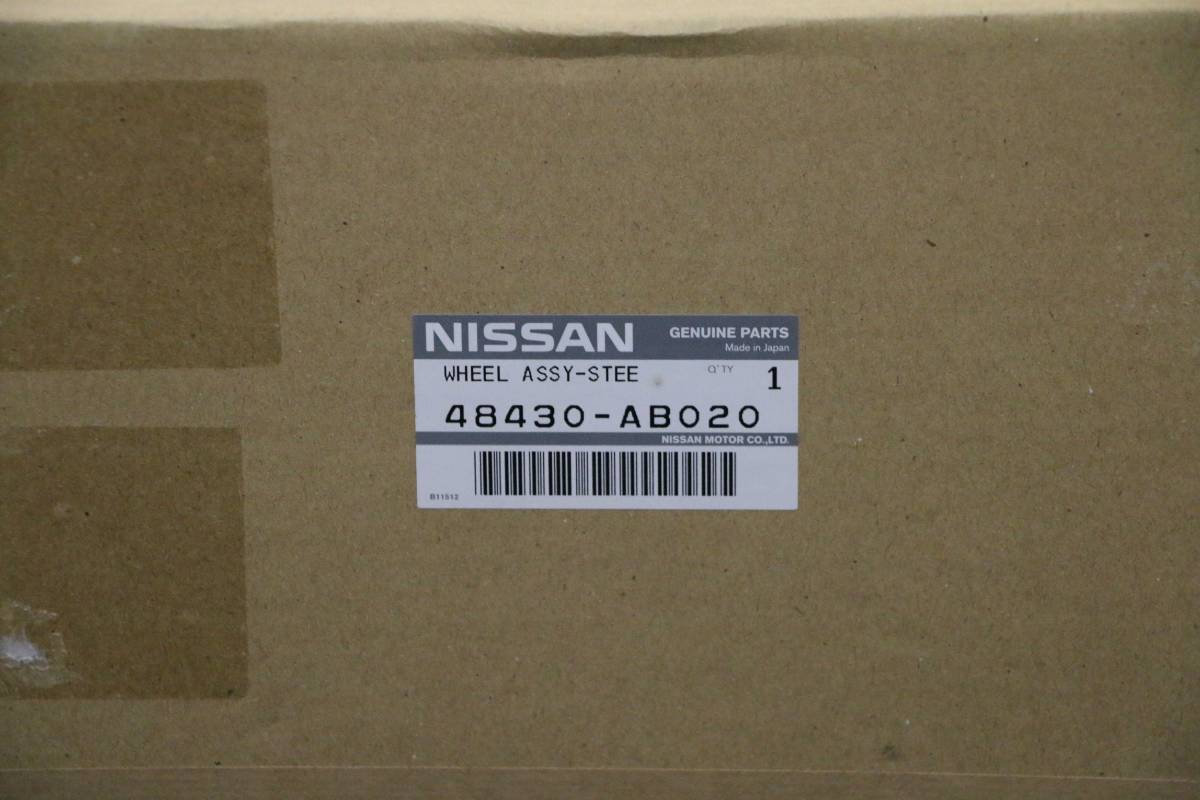 NISSAN GENUINE PARTS
Made in Japan
WHEEL ASSY-STEE Q'TY 1
48430-AB020
NISSAN MOTOR CO.,LTD.
B11512